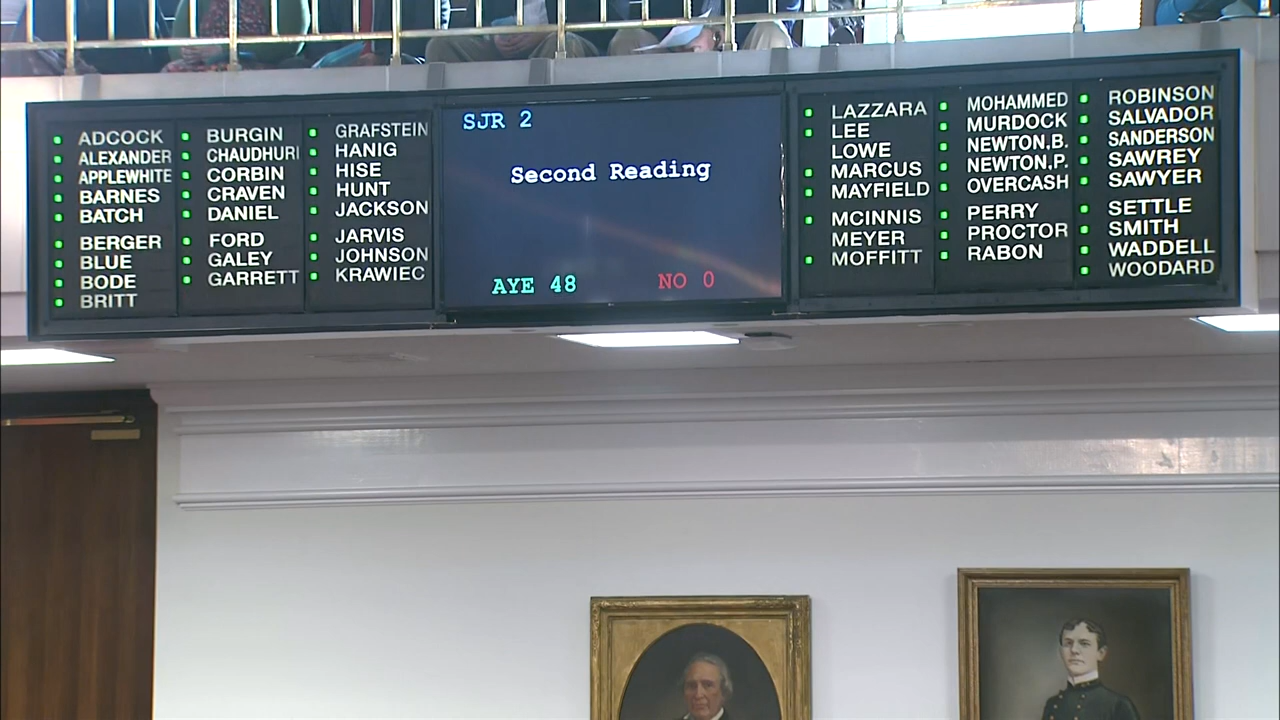 ADCOCK
ALEXANDER
APPLEWHITE
BARNES
BATCH
BERGER
BLUE
BODE
BRITT
BURGIN
CHAUDHURI
CORBIN
CRAVEN
DANIEL
FORD
GALEY
GARRETT
GRAFSTEIN
HANIG
HISE
HUNT
JACKSON
JARVIS
JOHNSON
KRAWIEC
SJR 2
Second Reading
AYE 48 NO 0
LAZZARA
LEE
LOWE
MARCUS
MAYFIELD
MCINNIS
MEYER
MOFFITT
MOHAMMED
MURDOCK
NEWTON,B.
NEWTON,P.
OVERCASH
PERRY
PROCTOR
RABON
ROBINSON
SALVADOR
SANDERSON
SAWREY
SAWYER
SETTLE
SMITH
WADDELL
WOODARD